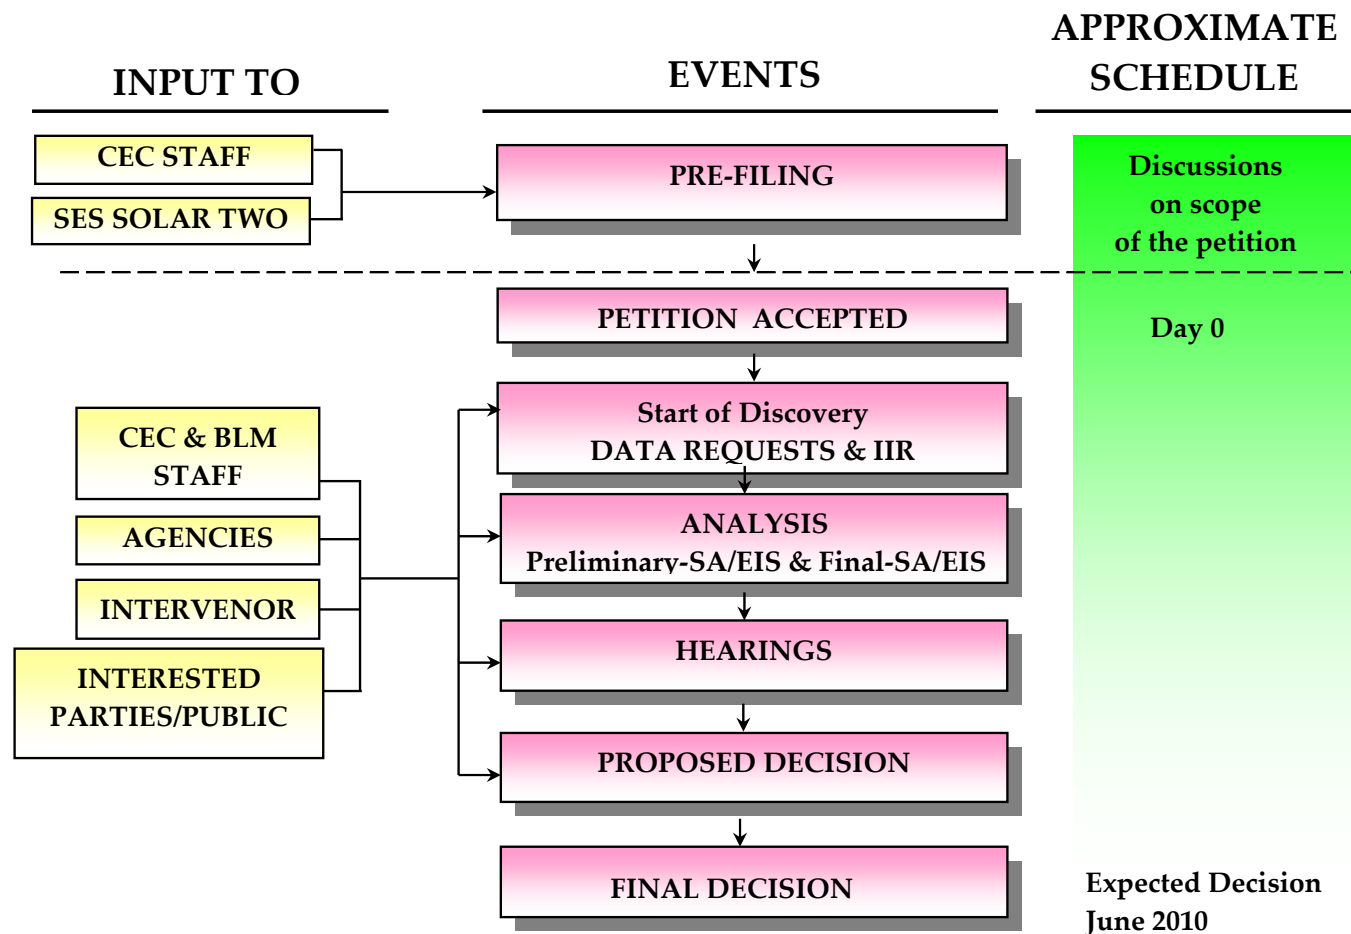 INPUT TO
EVENTS
APPROXIMATE
SCHEDULE
CEC STAFF
SES SOLAR TWO
PRE-FILING
Discussions
on scope
of the petition
PETITION ACCEPTED
Day 0
CEC & BLM
STAFF
AGENCIES
INTERVENOR
INTERESTED
PARTIES/PUBLIC
Start of Discovery
DATA REQUESTS & IIR
ANALYSIS
Preliminary-SA/EIS & Final-SA/EIS
HEARINGS
PROPOSED DECISION
FINAL DECISION
Expected Decision
June 2010